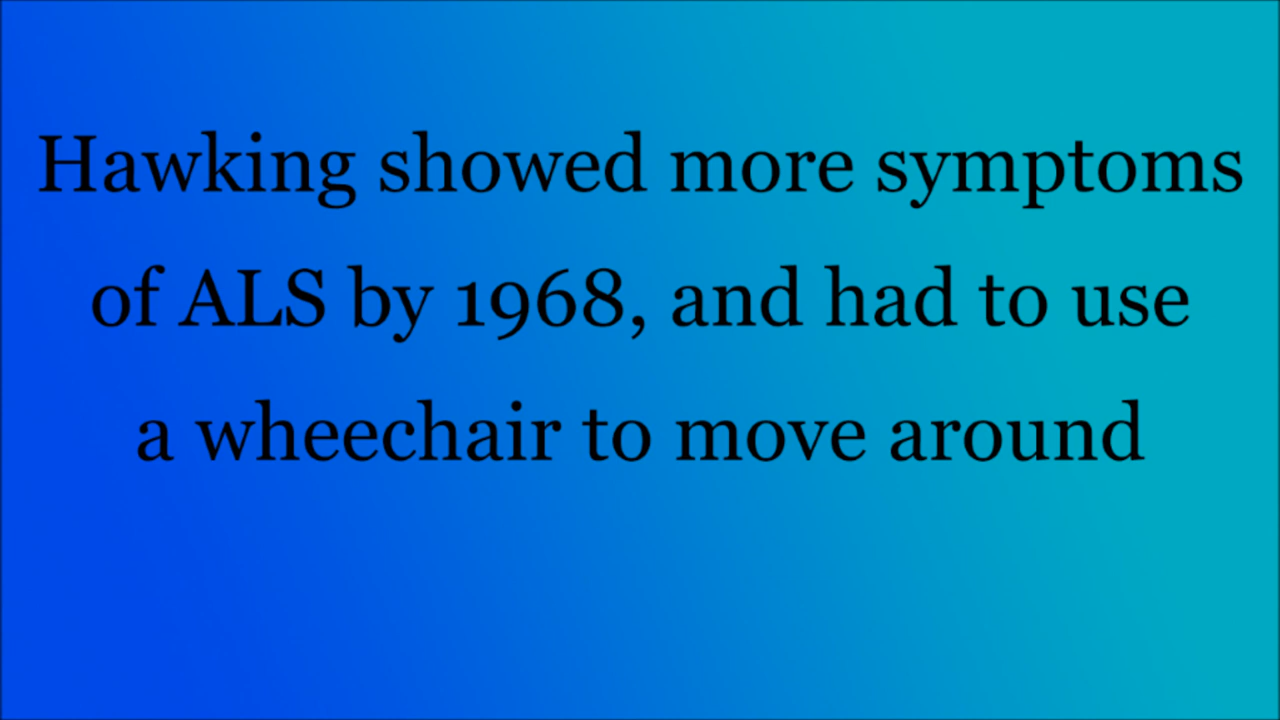 Hawking showed more symptoms
of ALS by 1968, and had to use
a wheechair to move around